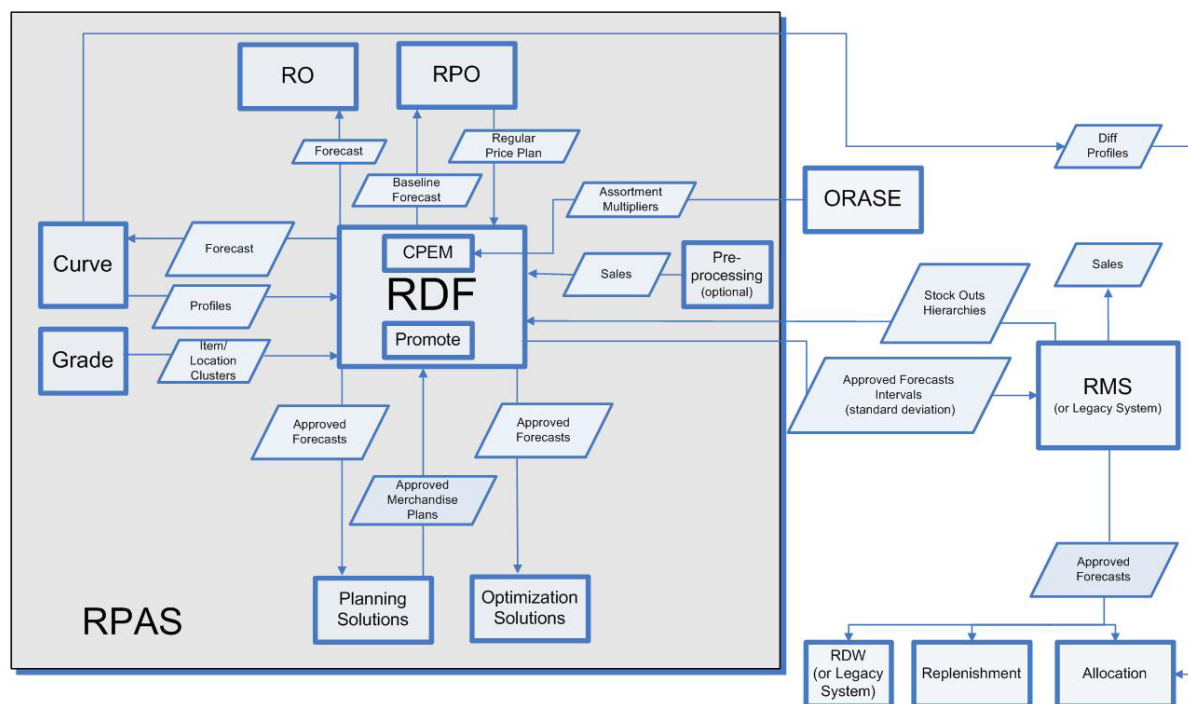 RO
RPO
Forecast
Regular
Price Plan
Diff
Profiles
Baseline
Forecast
Assortment
Multipliers
ORASE
Curve
Forecast
CPEM
RDF
Sales
Pre-
processing
(optional)
Stock Outs
Hierarchies
Sales
Profiles
Promote
Grade
Item/
Location
Clusters
Approved Forecasts
Intervals
(standard deviation)
RMS
(or Legacy System)
Approved
Forecasts
Approved
Forecasts
Approved
Merchandise
Plans
Approved
Forecasts
Planning
Solutions
Optimization
Solutions
RPAS
RDW
(or Legacy
System)
Replenishment
Allocation